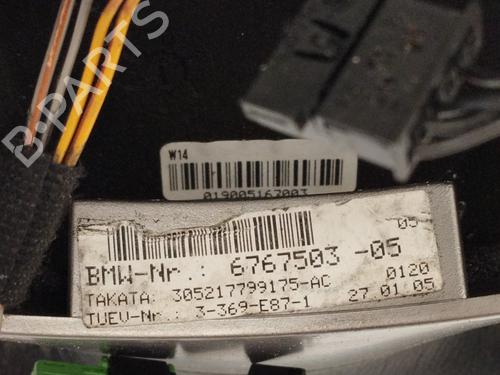 B-PARTS
W14
019005167003
05
BMW-Nr.: 6767503 -05
TAKATA: 305217799175-AC 0120
TUEV-Nr.: 3-369-E87-1 27.01.05